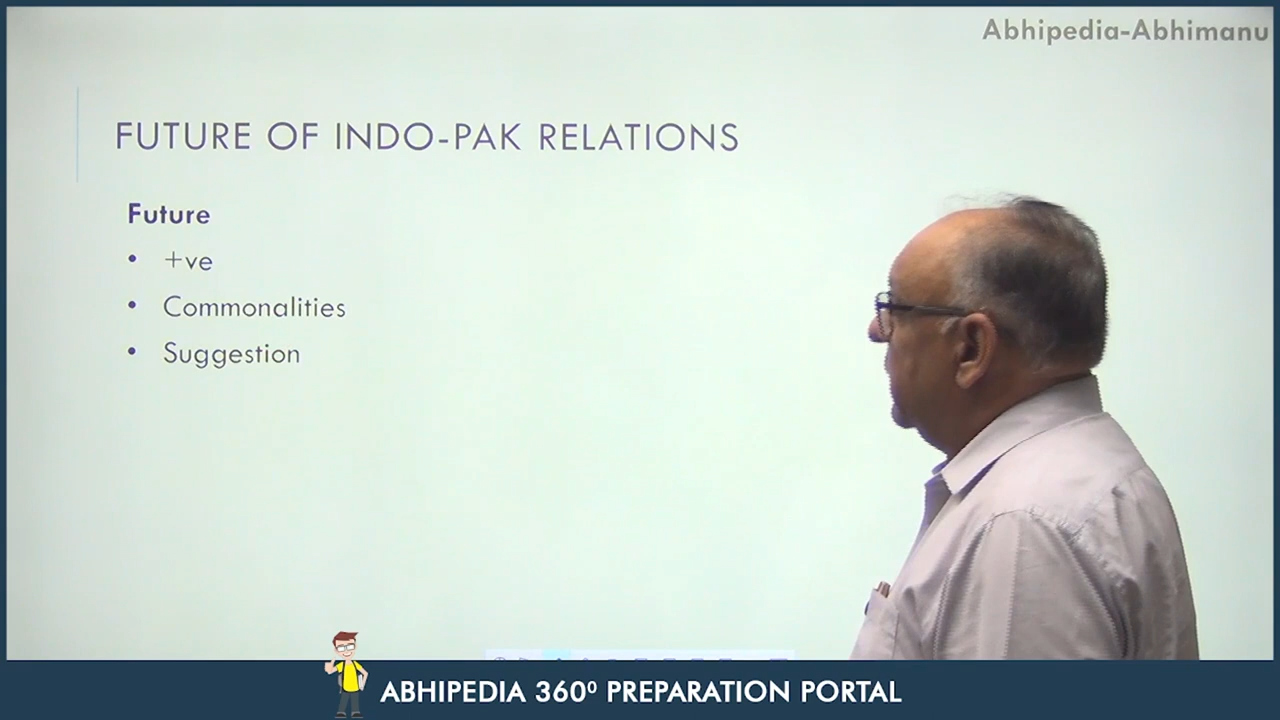 Abhipedia-Abhimanu
FUTURE OF INDO-PAK RELATIONS
Future
• +ve
• Commonalities
• Suggestion
ABHIPEDIA 360⁰ PREPARATION PORTAL